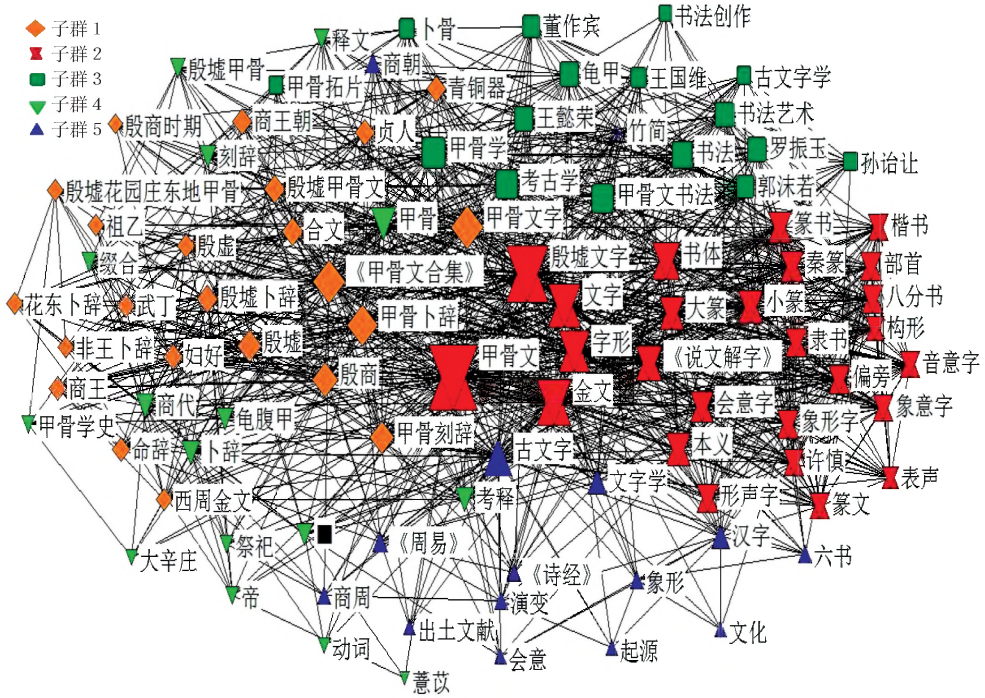 子群 1
子群 2
子群 3
子群 4
子群 5
书法创作
董作宾
卜骨
释文
商朝
殷墟甲骨
龟甲
王国维
古文字学
甲骨拓片
青铜器
书法艺术
殷商时期
商王朝
贞人
王懿荣
竹简
刻辞
甲骨学
书法
罗振玉
孙诒让
殷墟花园庄东地甲骨
殷墟甲骨文
考古学
甲骨文书法
郭沫若
祖乙
合文
甲骨
甲骨文字
篆书
楷书
殷虚
殷墟文字
书体
缀合
《甲骨文合集》
秦篆
部首
花东卜辞
武丁
殷墟卜辞
文字
大篆
小篆
八分书
甲骨卜辞
构形
非王卜辞
妇好
殷墟
甲骨文
字形
《说文解字》
隶书
音意字
商王
殷商
金文
偏旁
商代
龟腹甲
会意字
象意字
甲骨学史
象形字
命辞
卜辞
甲骨刻辞
古文字
本义
许慎
表声
西周金文
考释
文字学
形声字
篆文
大辛庄
祭祀
《周易》
汉字
六书
帝
商周
《诗经》
演变
象形
动词
出土文献
会意
起源
文化
薏苡